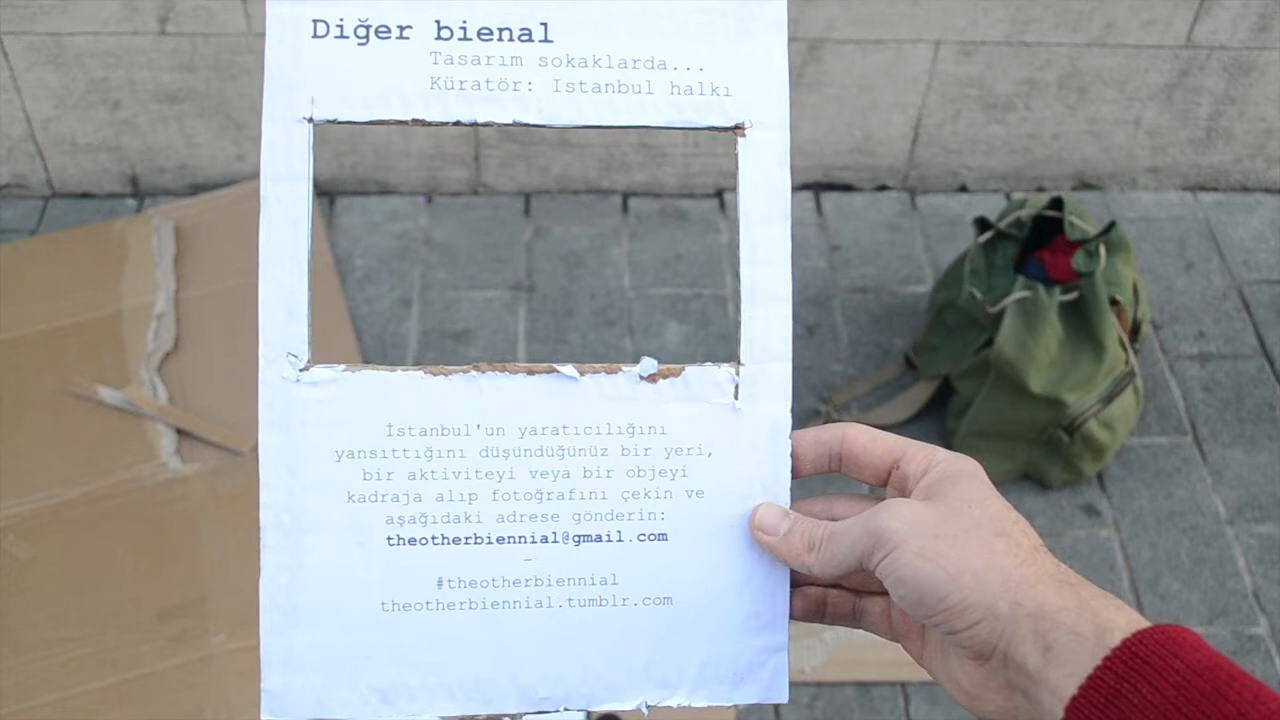 Diğer bienal
Tasarım sokaklarda...
Küratör: Istanbul halkı
İstanbul'un yaratıcılığını
yansıttığını düşündüğünüz bir yeri,
bir aktiviteyi veya bir objeyi
kadraja alıp fotoğrafını çekin ve
aşağıdaki adrese gönderin:
theotherbiennial@gmail.com
–
#theotherbiennial
theotherbiennial.tumblr.com